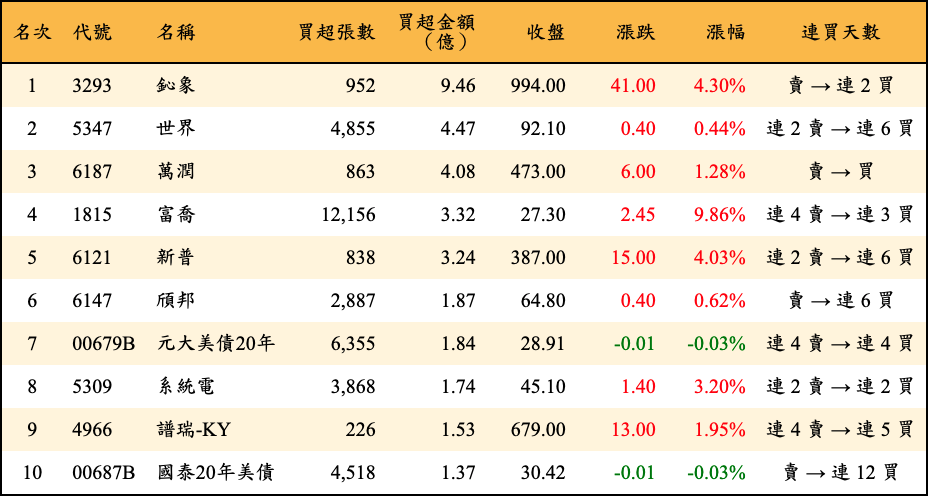 名次 代號 名稱 買超張數 買超金額（億） 收盤 漲跌 漲幅 連買天數
1 3293 鈊象 952 9.46 994.00 41.00 4.30% 賣 → 連 2 買
2 5347 世界 4,855 4.47 92.10 0.40 0.44% 連 2 賣 → 連 6 買
3 6187 萬潤 863 4.08 473.00 6.00 1.28% 賣 → 買
4 1815 富喬 12,156 3.32 27.30 2.45 9.86% 連 4 賣 → 連 3 買
5 6121 新普 838 3.24 387.00 15.00 4.03% 連 2 賣 → 連 6 買
6 6147 頎邦 2,887 1.87 64.80 0.40 0.62% 賣 → 連 6 買
7 00679B 元大美債20年 6,355 1.84 28.91 -0.01 -0.03% 連 4 賣 → 連 4 買
8 5309 系統電 3,868 1.74 45.10 1.40 3.20% 連 2 賣 → 連 2 買
9 4966 譜瑞-KY 226 1.53 679.00 13.00 1.95% 連 4 賣 → 連 5 買
10 00687B 國泰20年美債 4,518 1.37 30.42 -0.01 -0.03% 賣 → 連 12 買